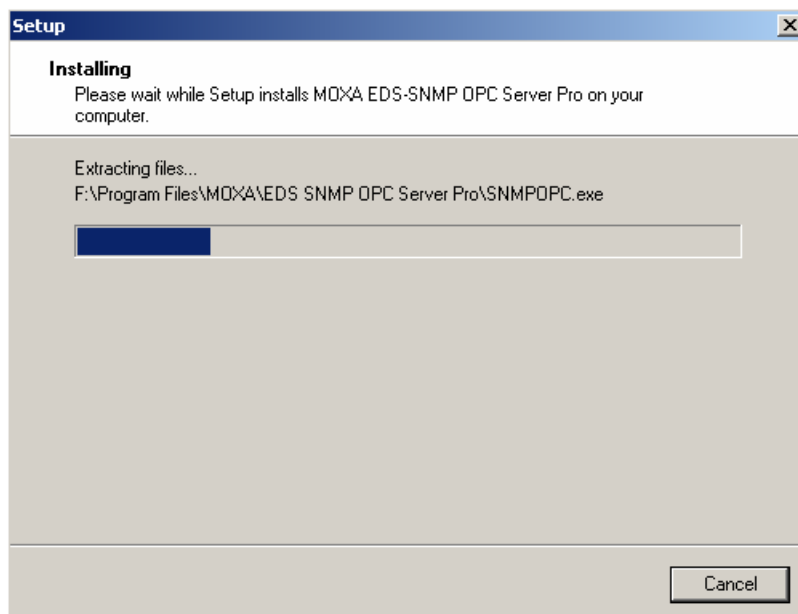 Setup
Installing
Please wait while Setup installs MOXA EDS-SNMP OPC Server Pro on your
computer.
Extracting files...
F:\Program Files\MOXA\EDS SNMP OPC Server Pro\SNMPOPC.exe
Cancel